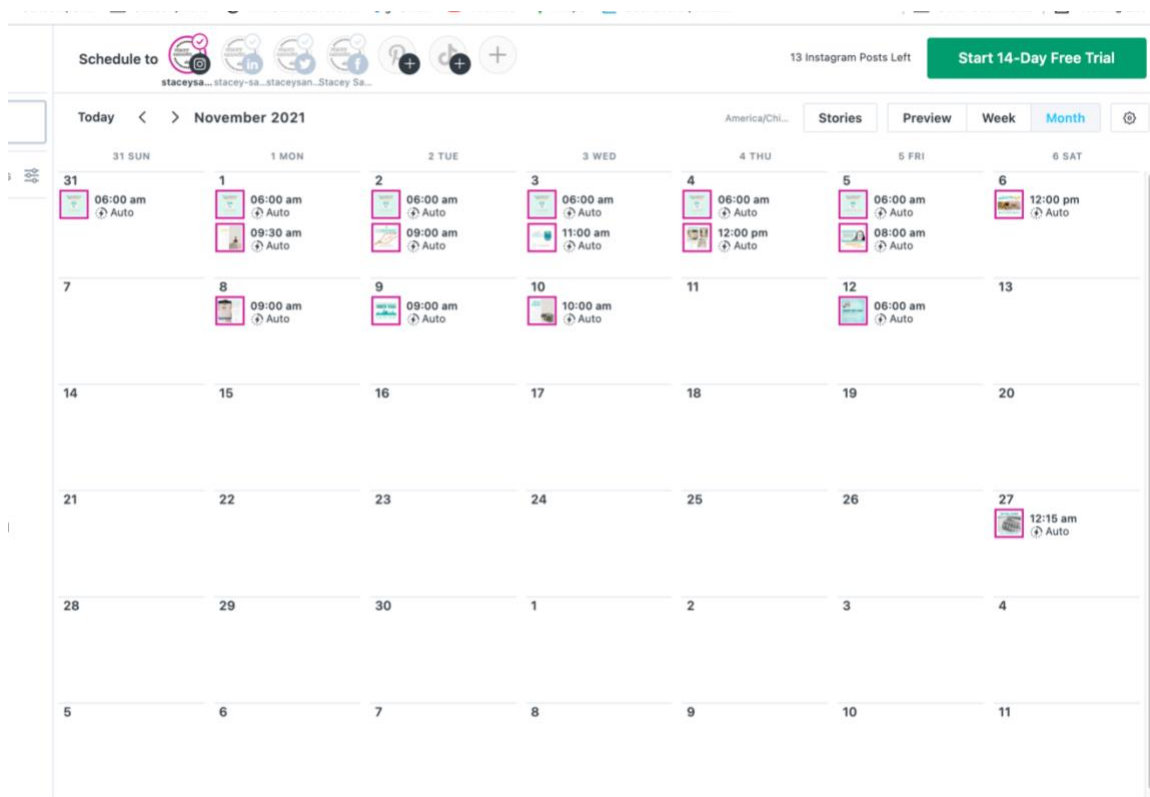 Schedule to
13 Instagram Posts Left
Start 14-Day Free Trial
staceysa... stacey-sa...staceysan...Stacey Sa...
Today < > November 2021
America/Chi... Stories Preview Week Month
31 SUN 1 MON 2 TUE 3 WED 4 THU 5 FRI 6 SAT
31 1 2 3 4 5 6
06:00 am 06:00 am 06:00 am 06:00 am 06:00 am 06:00 am 12:00 pm
Auto Auto Auto Auto Auto Auto Auto
09:30 am 09:00 am 11:00 am 12:00 pm 08:00 am
Auto Auto Auto Auto Auto
7 8 9 10 11 12 13
09:00 am 09:00 am 10:00 am 06:00 am
Auto Auto Auto Auto
14 15 16 17 18 19 20
21 22 23 24 25 26 27
12:15 am
Auto
28 29 30 1 2 3 4
5 6 7 8 9 10 11